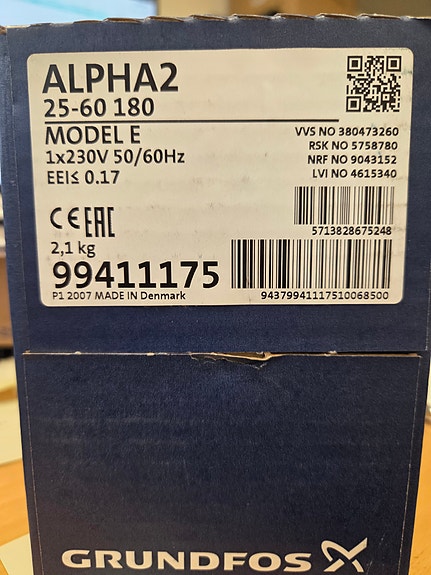 ALPHA2
25-60 180
MODEL E
1x230V 50/60Hz
EEI≤ 0.17
VVS NO 380473260
RSK NO 5758780
NRF NO 9043152
LVI NO 4615340
5713828675248
CE EAC
2,1 kg
99411175
P1 2007 MADE IN Denmark
94379941117510068500
GRUNDFOS